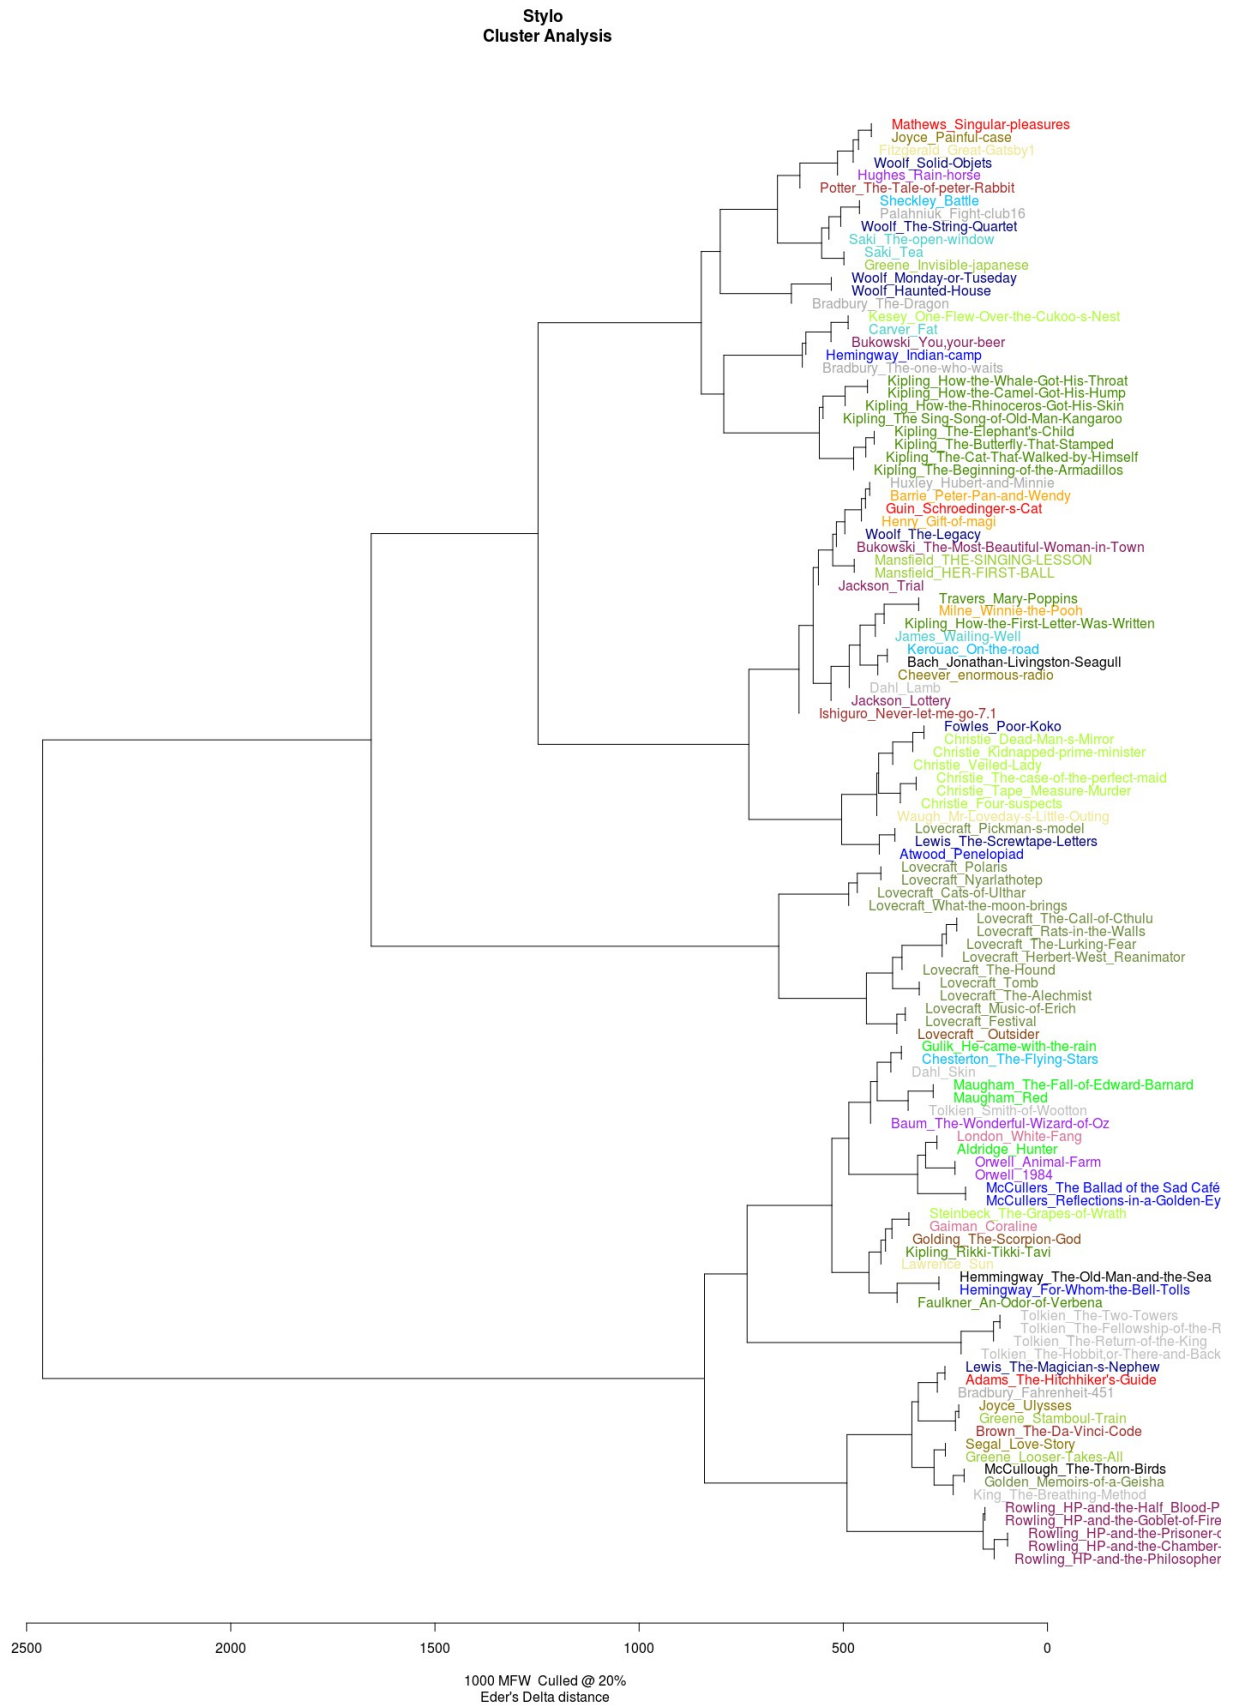 Stylo
Cluster Analysis
Mathews_Singular-pleasures
Joyce_Painful-case
Fitzgerald_Great-Gatsby1
Woolf_Solid-Objets
Hughes_Rain-horse
Potter_The-Tale-of-peter-Rabbit
Sheckley_Battle
Palahniuk_Fight-club16
Woolf_The-String-Quartet
Saki_The-open-window
Saki_Tea
Greene_Invisible-japanese
Woolf_Monday-or-Tuseday
Woolf_Haunted-House
Bradbury_The-Dragon
Kesey_One-Flew-Over-the-Cukoo-s-Nest
Carver_Fat
Bukowski_You,your-beer
Hemingway_Indian-camp
Bradbury_The-one-who-waits
Kipling_How-the-Whale-Got-His-Throat
Kipling_How-the-Camel-Got-His-Hump
Kipling_How-the-Rhinoceros-Got-His-Skin
Kipling_The Sing-Song-of-Old-Man-Kangaroo
Kipling_The-Elephant's-Child
Kipling_The-Butterfly-That-Stamped
Kipling_The-Cat-That-Walked-by-Himself
Kipling_The-Beginning-of-the-Armadillos
Huxley_Hubert-and-Minnie
Barrie_Peter-Pan-and-Wendy
Guin_Schroedinger-s-Cat
Henry_Gift-of-magi
Woolf_The-Legacy
Bukowski_The-Most-Beautiful-Woman-in-Town
Mansfield_THE-SINGING-LESSON
Mansfield_HER-FIRST-BALL
Jackson_Trial
Travers_Mary-Poppins
Milne_Winnie-the-Pooh
Kipling_How-the-First-Letter-Was-Written
James_Wailing-Well
Kerouac_On-the-road
Bach_Jonathan-Livingston-Seagull
Cheever_enormous-radio
Dahl_Lamb
Jackson_Lottery
Ishiguro_Never-let-me-go-7.1
Fowles_Poor-Koko
Christie_Dead-Man-s-Mirror
Christie_Kidnapped-prime-minister
Christie_Veiled-Lady
Christie_The-case-of-the-perfect-maid
Christie_Tape_Measure-Murder
Christie_Four-suspects
Waugh_Mr-Loveday-s-Little-Outing
Lovecraft_Pickman-s-model
Lewis_The-Screwtape-Letters
Atwood_Penelopiad
Lovecraft_Polaris
Lovecraft_Nyarlathotep
Lovecraft_Cats-of-Ulthar
Lovecraft_What-the-moon-brings
Lovecraft_The-Call-of-Cthulu
Lovecraft_Rats-in-the-Walls
Lovecraft_The-Lurking-Fear
Lovecraft_Herbert-West_Reanimator
Lovecraft_The-Hound
Lovecraft_Tomb
Lovecraft_The-Alechmist
Lovecraft_Music-of-Erich
Lovecraft_Festival
Lovecraft_ Outsider
Gulik_He-came-with-the-rain
Chesterton_The-Flying-Stars
Dahl_Skin
Maugham_The-Fall-of-Edward-Barnard
Maugham_Red
Tolkien_Smith-of-Wootton
Baum_The-Wonderful-Wizard-of-Oz
London_White-Fang
Aldridge_Hunter
Orwell_Animal-Farm
Orwell_1984
McCullers_The Ballad of the Sad Café
McCullers_Reflections-in-a-Golden-Ey
Steinbeck_The-Grapes-of-Wrath
Gaiman_Coraline
Golding_The-Scorpion-God
Kipling_Rikki-Tikki-Tavi
Lawrence_Sun
Hemmingway_The-Old-Man-and-the-Sea
Hemingway_For-Whom-the-Bell-Tolls
Faulkner_An-Odor-of-Verbena
Tolkien_The-Two-Towers
Tolkien_The-Fellowship-of-the-R
Tolkien_The-Return-of-the-King
Tolkien_The-Hobbit,or-There-and-Back
Lewis_The-Magician-s-Nephew
Adams_The-Hitchhiker's-Guide
Bradbury_Fahrenheit-451
Joyce_Ulysses
Greene_Stamboul-Train
Brown_The-Da-Vinci-Code
Segal_Love-Story
Greene_Looser-Takes-All
McCullough_The-Thorn-Birds
Golden_Memoirs-of-a-Geisha
King_The-Breathing-Method
Rowling_HP-and-the-Half_Blood-P
Rowling_HP-and-the-Goblet-of-Fire
Rowling_HP-and-the-Prisoner-o
Rowling_HP-and-the-Chamber-
Rowling_HP-and-the-Philosopher
2500 2000 1500 1000 500 0
1000 MFW Culled @ 20%
Eder's Delta distance